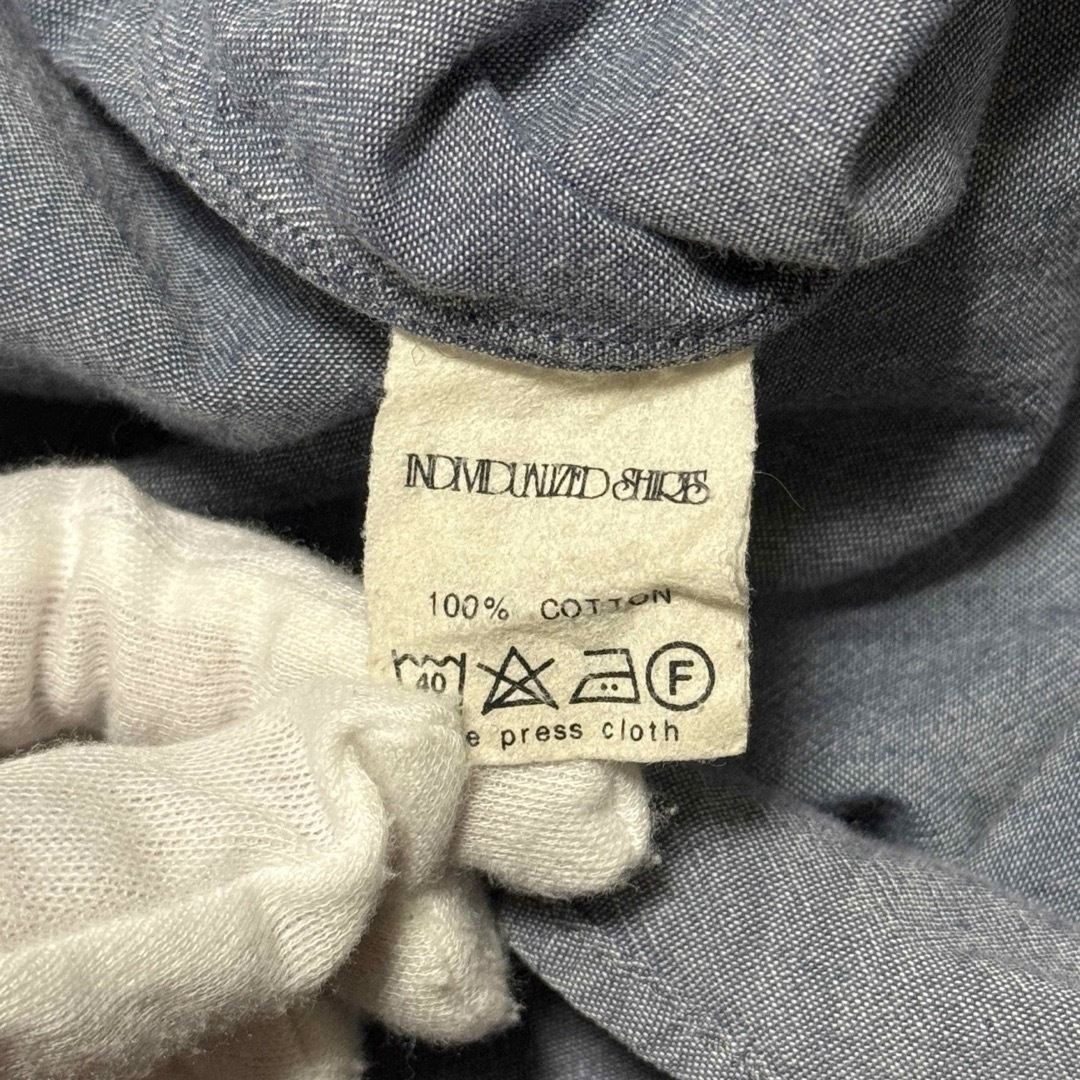 INDIVIDUALIZED SHIRTS
100% COTTON
40 F
press cloth